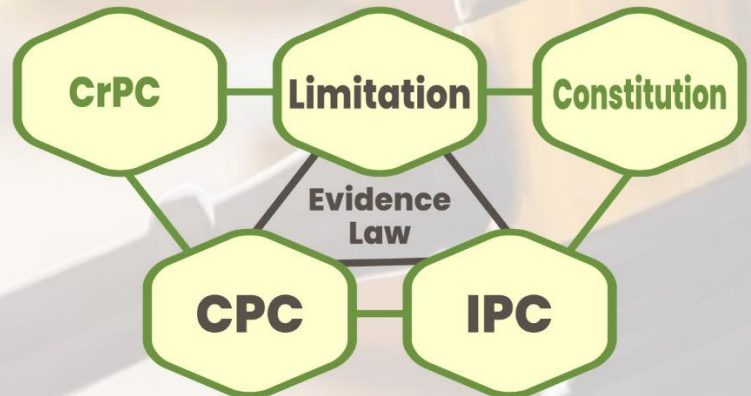 CrPC
Limitation
Constitution
Evidence
Law
CPC
IPC